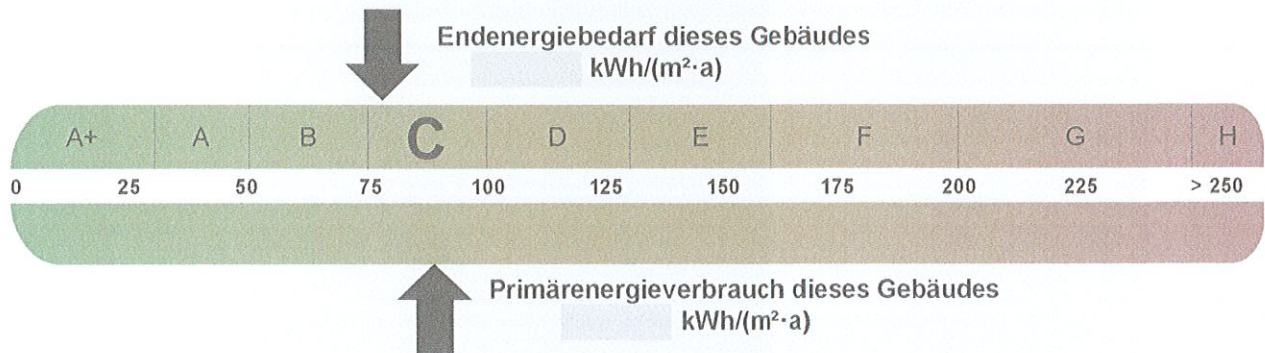 Endenergiebedarf dieses Gebäudes
kWh/(m²·a)
A+ A B C D E F G H
0 25 50 75 100 125 150 175 200 225 > 250
Primärenergieverbrauch dieses Gebäudes
kWh/(m²·a)